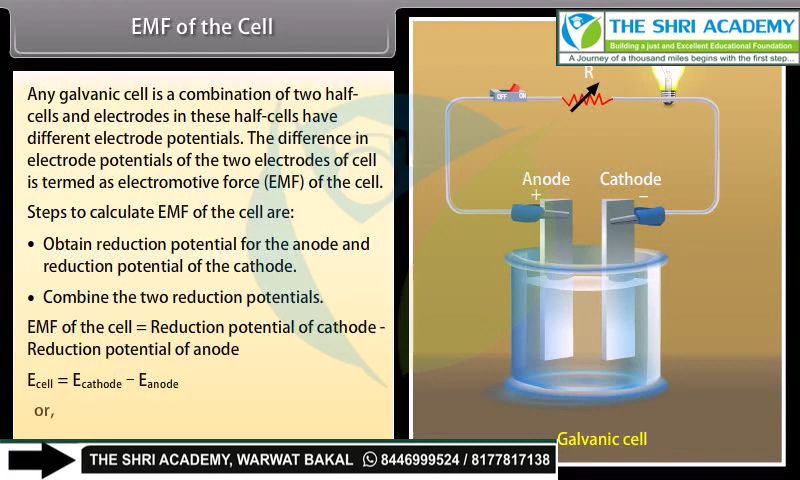 EMF of the Cell
THE SHRI ACADEMY
Building a just and Excellent Educational Foundation
A Journey of a thousand miles begins with the first step...
Any galvanic cell is a combination of two half-
cells and electrodes in these half-cells have
different electrode potentials. The difference in
electrode potentials of the two electrodes of cell
is termed as electromotive force (EMF) of the cell.
Steps to calculate EMF of the cell are:
• Obtain reduction potential for the anode and
reduction potential of the cathode.
• Combine the two reduction potentials.
EMF of the cell = Reduction potential of cathode -
Reduction potential of anode
Ecell = Ecathode − Eanode
or,
R
OFF ON
Anode Cathode
+ −
Galvanic cell
THE SHRI ACADEMY, WARWAT BAKAL 8446999524 / 8177817138